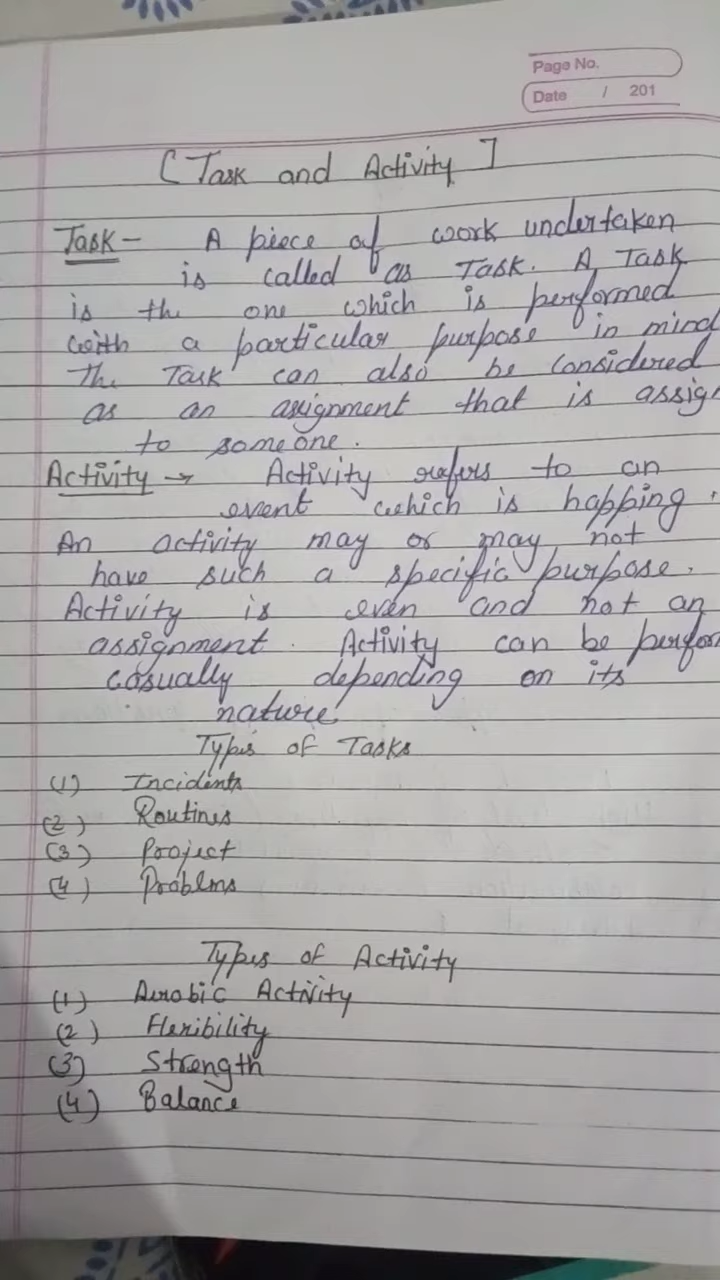 Page No.
Date / 201
[Task and Activity]
Task - A piece of work undertaken
is called as Task. A Task
is the one which is performed
with a particular purpose in mind
The Task can also be considered
as an assignment that is assig
to someone.
Activity → Activity refers to an
event which is happing.
An activity may or may not
have such a specific purpose.
Activity is even and not an
assignment. Activity can be perfor
casually depending on its
nature.
Types of Tasks
(1) Incidents
(2) Routines
(3) Project
(4) Problms
Types of Activity
(1) Aerobic Activity
(2) Flexibility
(3) Strength
(4) Balance